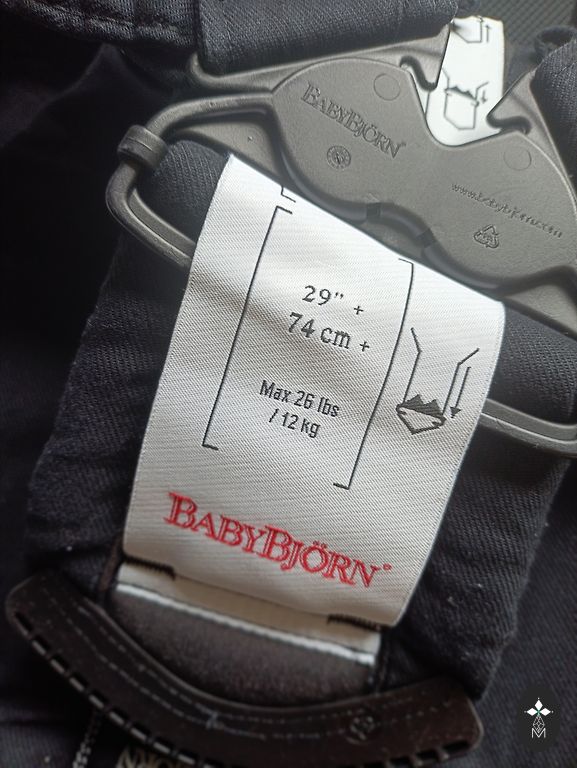 BABYBJÖRN
www.babybjorn.com
29" +
74 cm +
Max 26 lbs
/ 12 kg
BABYBJÖRN®